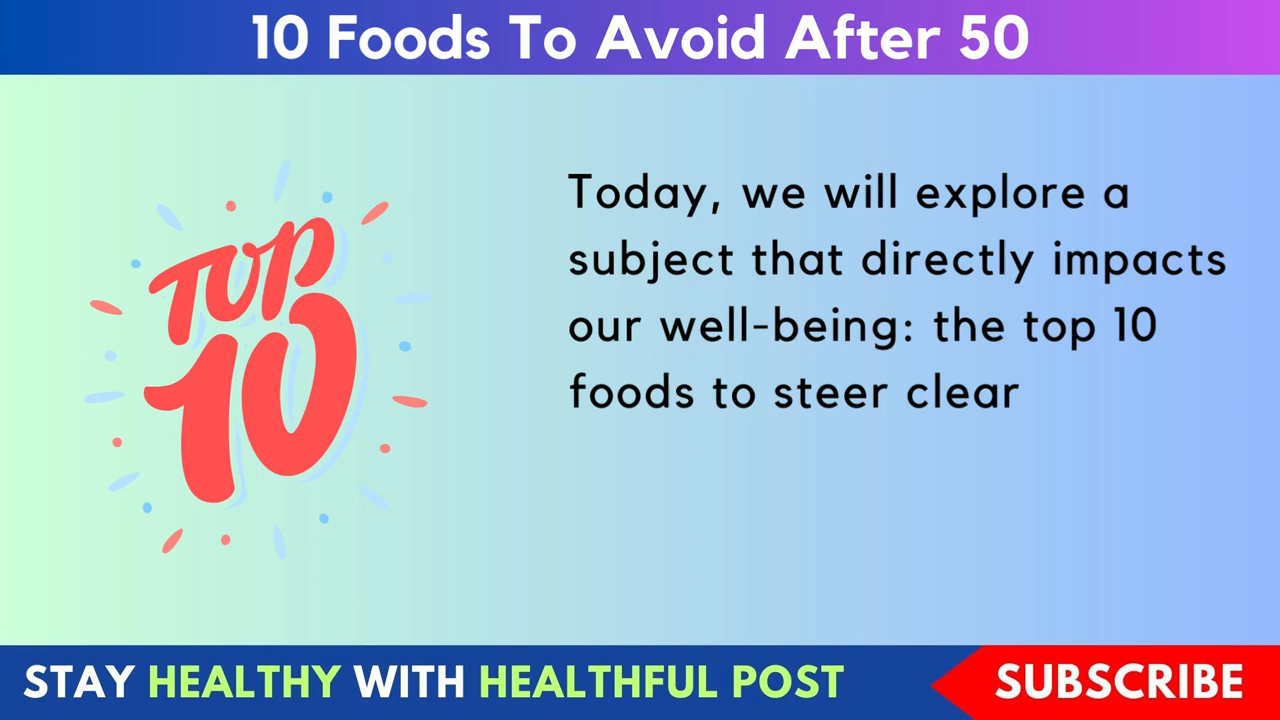 10 Foods To Avoid After 50
TOP
10
Today, we will explore a
subject that directly impacts
our well-being: the top 10
foods to steer clear
STAY HEALTHY WITH HEALTHFUL POST
SUBSCRIBE